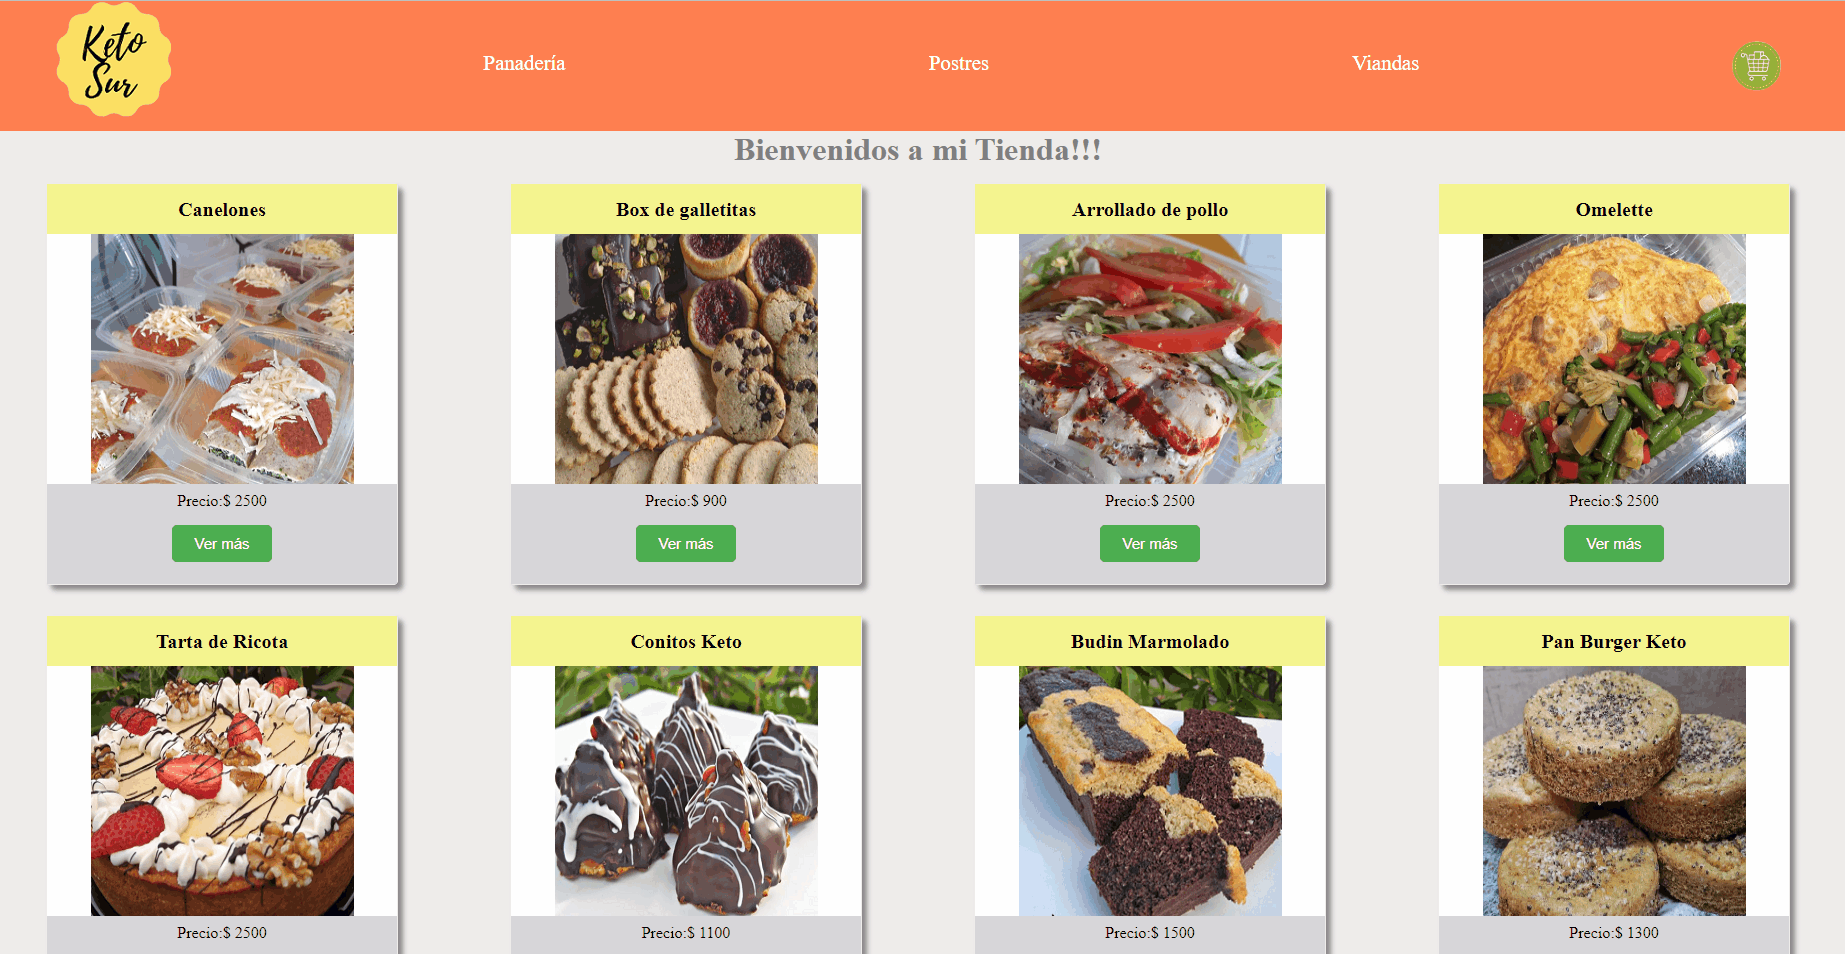 Keto
Sur
Panadería
Postres
Viandas
Bienvenidos a mi Tienda!!!
Canelones
Box de galletitas
Arrollado de pollo
Omelette
Precio:$ 2500
Precio:$ 900
Precio:$ 2500
Precio:$ 2500
Ver más
Ver más
Ver más
Ver más
Tarta de Ricota
Conitos Keto
Budin Marmolado
Pan Burger Keto
Precio:$ 2500
Precio:$ 1100
Precio:$ 1500
Precio:$ 1300